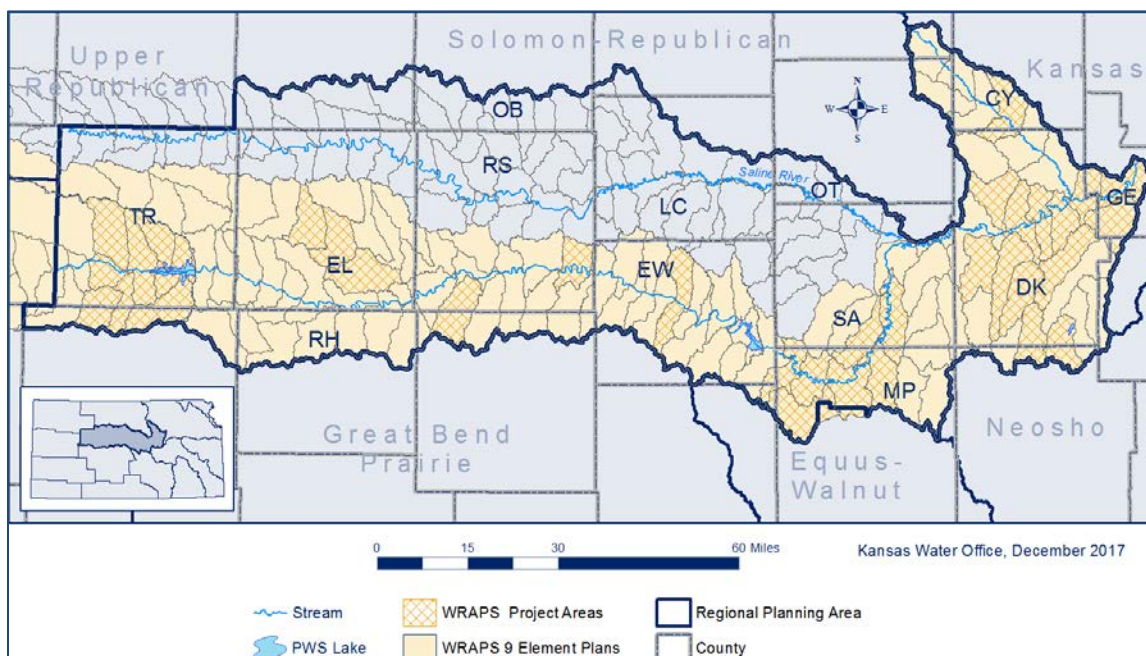 Upper
Republican
Solomon-Republican
Kansas
N
W E
S
CY
OB
RS
Saline River
OT
GE
TR
LC
EL
EW
DK
SA
RH
MP
Great Bend
Prairie
Equus-
Walnut
Neosho
0 15 30 60 Miles
Kansas Water Office, December 2017
Stream
WRAPS Project Areas
Regional Planning Area
PWS Lake
WRAPS 9 Element Plans
County